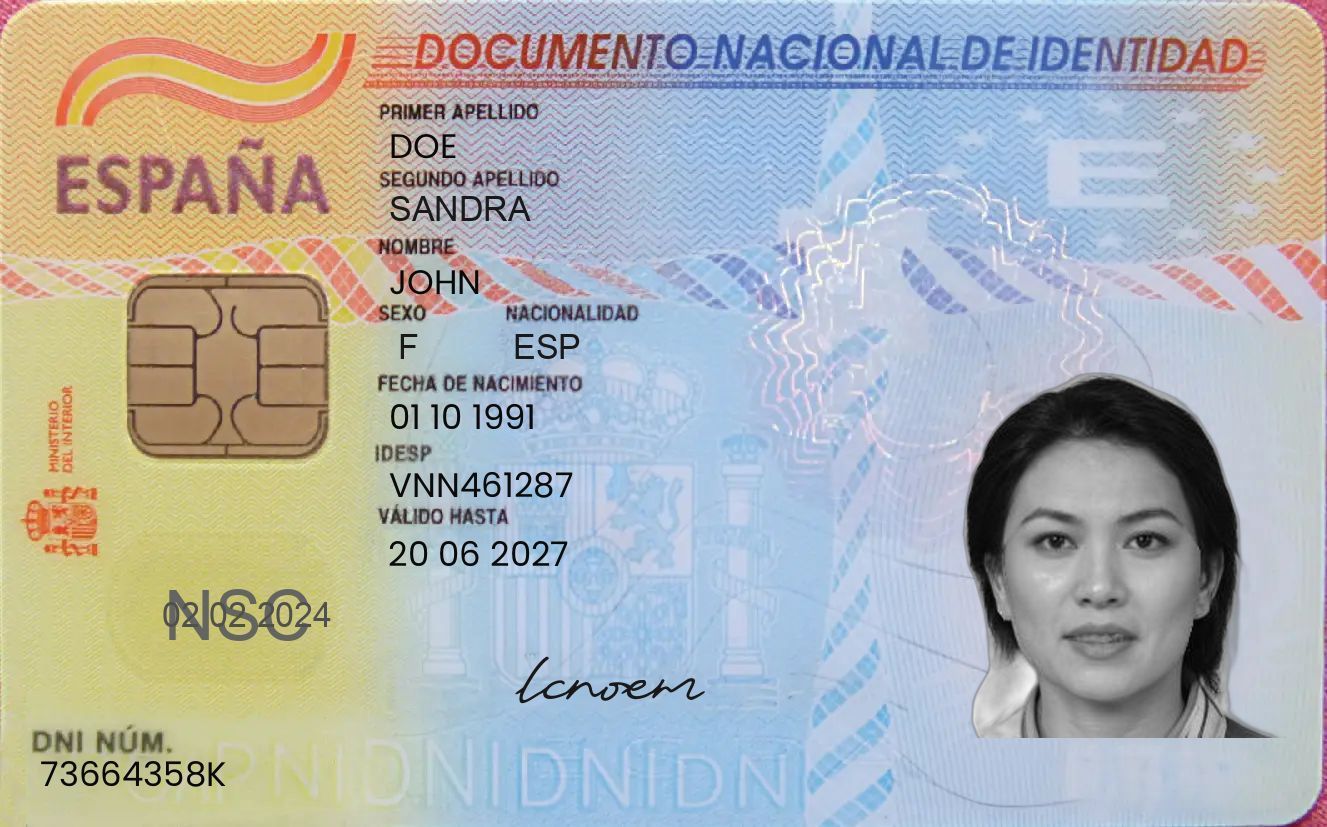 DOCUMENTO NACIONAL DE IDENTIDAD
ESPAÑA
PRIMER APELLIDO
DOE
SEGUNDO APELLIDO
SANDRA
NOMBRE
JOHN
SEXO NACIONALIDAD
F ESP
FECHA DE NACIMIENTO
01 10 1991
IDESP
VNN461287
VÁLIDO HASTA
20 06 2027
MINISTERIO
DEL INTERIOR
E
NSC
02 02 2024
DNI NÚM.
73664358K
DNIDNIDNIDNI